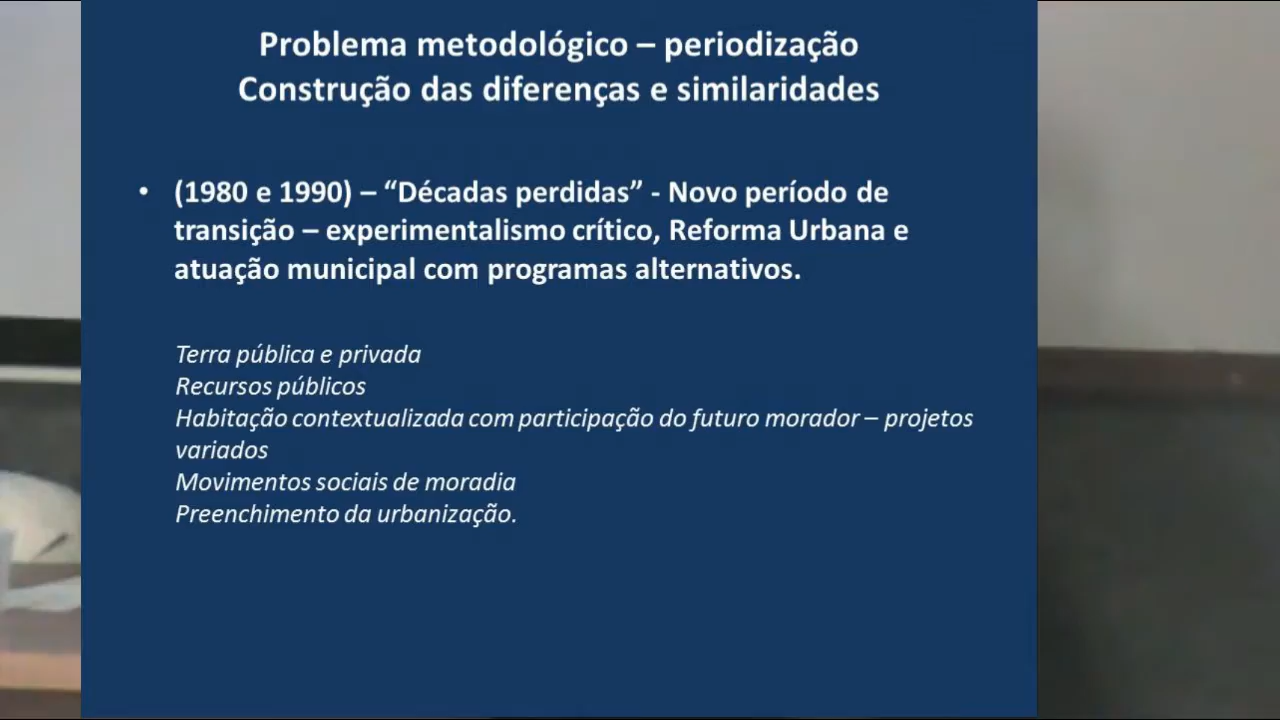 Problema metodológico – periodização
Construção das diferenças e similaridades
• (1980 e 1990) – “Décadas perdidas” - Novo período de
transição – experimentalismo crítico, Reforma Urbana e
atuação municipal com programas alternativos.
Terra pública e privada
Recursos públicos
Habitação contextualizada com participação do futuro morador – projetos
variados
Movimentos sociais de moradia
Preenchimento da urbanização.